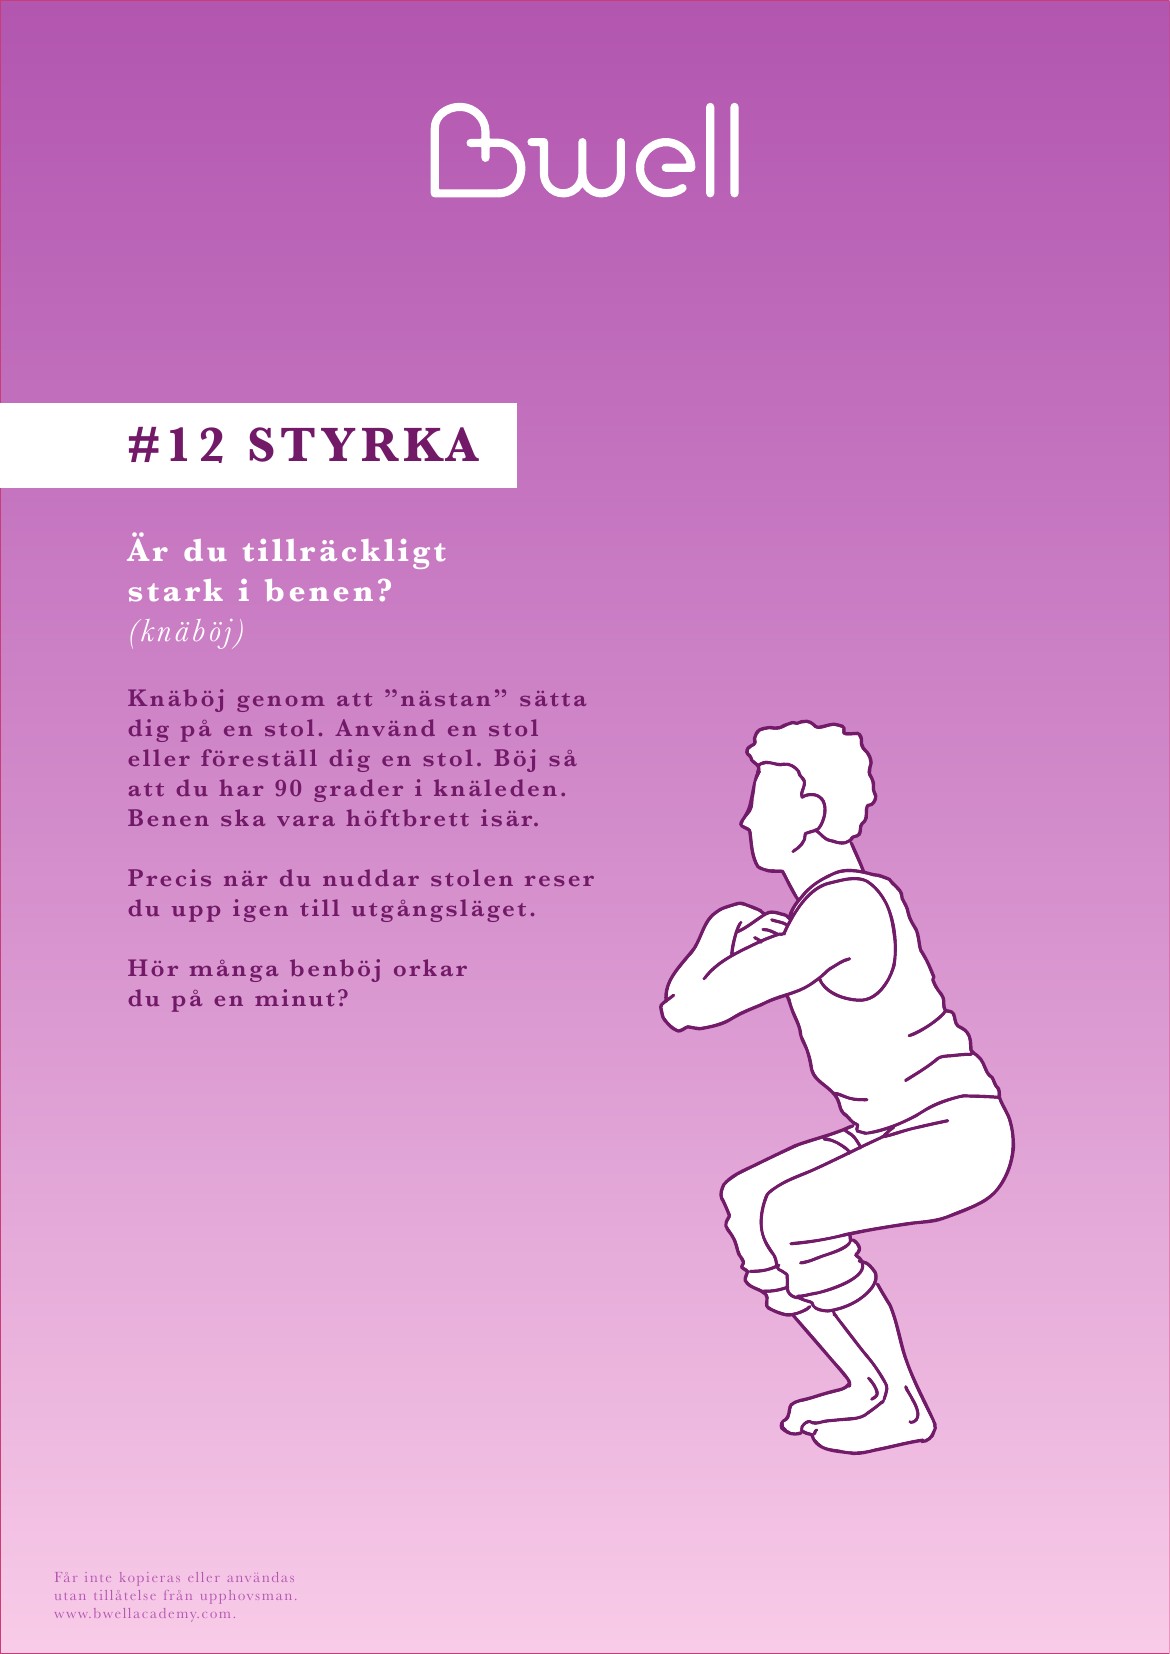 Bwell
#12 STYRKA
Är du tillräckligt
stark i benen?
(knäböj)
Knäböj genom att ”nästan” sätta
dig på en stol. Använd en stol
eller föreställ dig en stol. Böj så
att du har 90 grader i knäleden.
Benen ska vara höftbrett isär.
Precis när du nuddar stolen reser
du upp igen till utgångsläget.
Hör många benböj orkar
du på en minut?
Får inte kopieras eller användas
utan tillåtelse från upphovsman.
www.bwellacademy.com.